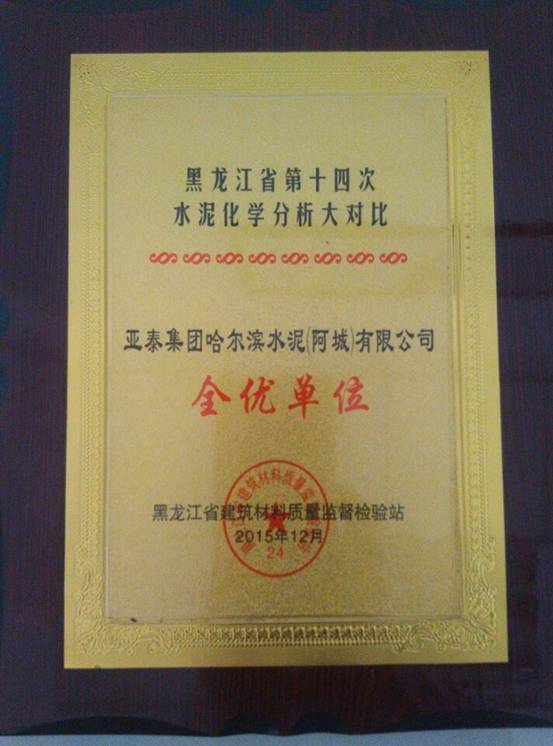 黑龙江省第十四次
水泥化学分析大对比
亚泰集团哈尔滨水泥(阿城)有限公司
全优单位
黑龙江省建筑材料质量监督检验站
2015年12月
24